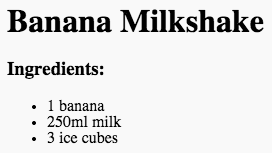 Banana Milkshake
Ingredients:
• 1 banana
• 250ml milk
• 3 ice cubes